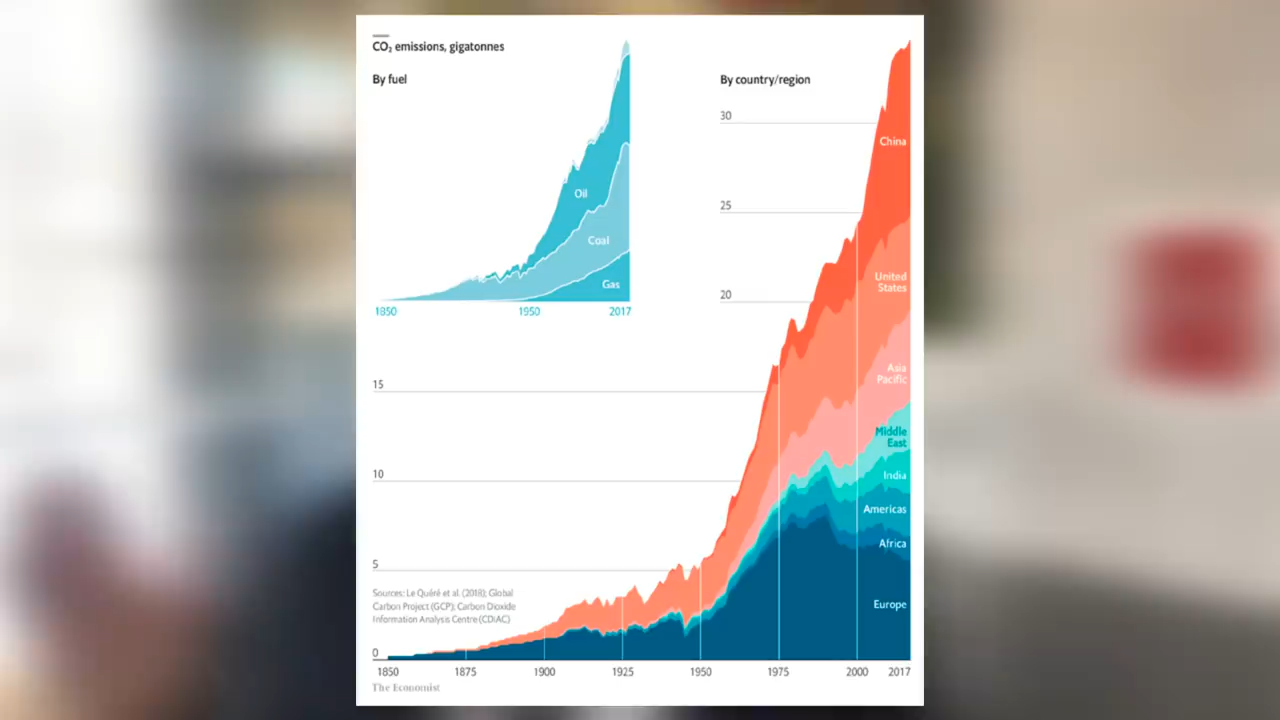 CO₂ emissions, gigatonnes
By fuel
Oil
Coal
Gas
1850 1950 2017
By country/region
30
25
20
15
10
5
0
China
United
States
Asia
Pacific
Middle
East
India
Americas
Africa
Europe
Sources: Le Quéré et al. (2018); Global
Carbon Project (GCP); Carbon Dioxide
Information Analysis Centre (CDIAC)
1850 1875 1900 1925 1950 1975 2000 2017
The Economist